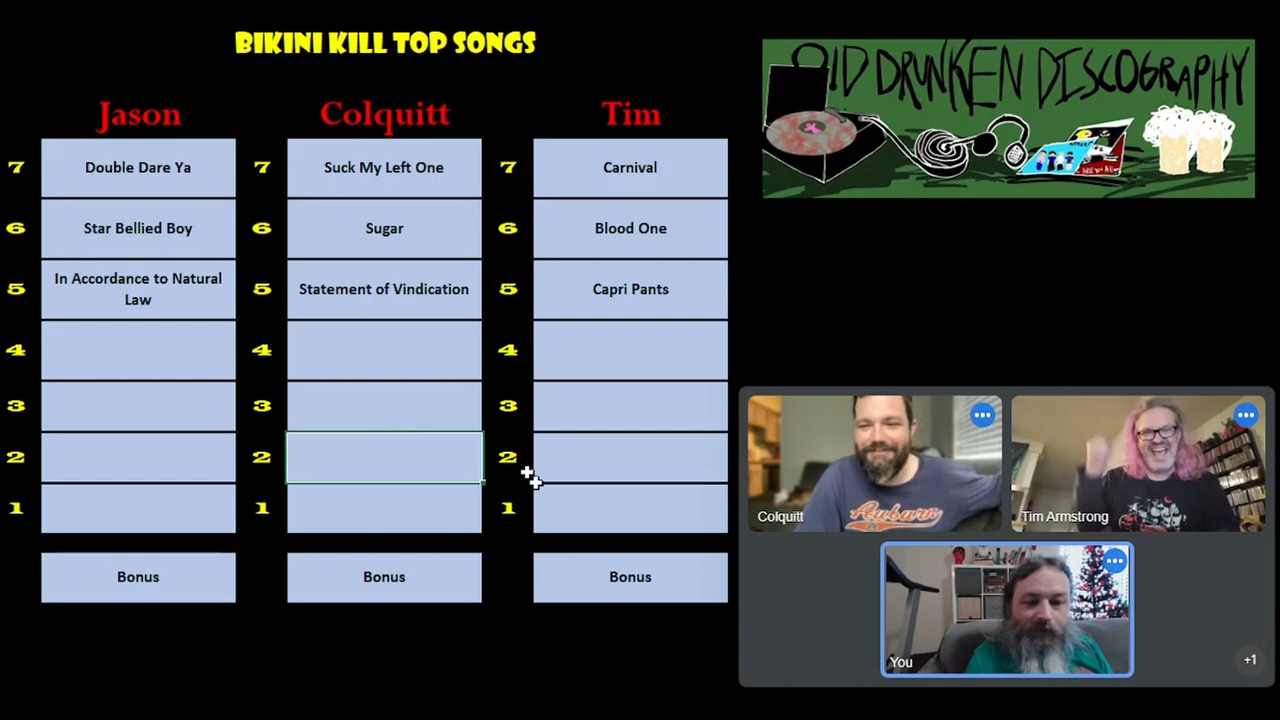 BIKINI KILL TOP SONGS
OLD DRUNKEN DISCOGRAPHY
Jason
Colquitt
Tim
7
Double Dare Ya
7
Suck My Left One
7
Carnival
6
Star Bellied Boy
6
Sugar
6
Blood One
5
In Accordance to Natural
Law
5
Statement of Vindication
5
Capri Pants
4
4
4
3
3
3
2
2
2
1
1
1
Bonus
Bonus
Bonus
Auburn
Colquitt
Tim Armstrong
You
+1